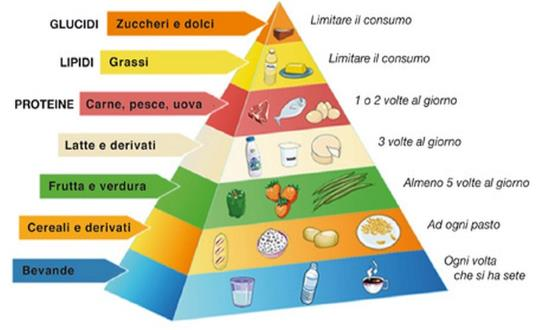 GLUCIDI Zuccheri e dolci Limitare il consumo
LIPIDI Grassi Limitare il consumo
PROTEINE Carne, pesce, uova 1 o 2 volte al giorno
Latte e derivati 3 volte al giorno
Frutta e verdura Almeno 5 volte al giorno
Cereali e derivati Ad ogni pasto
Bevande Ogni volta
che si ha sete